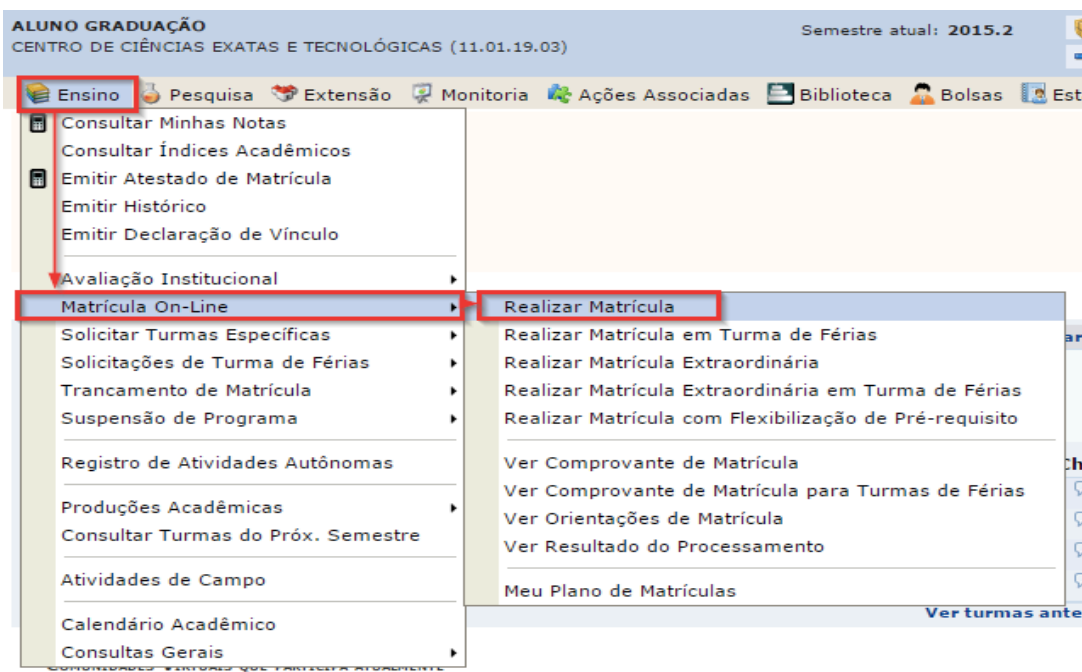 ALUNO GRADUAÇÃO
Semestre atual: 2015.2
CENTRO DE CIÊNCIAS EXATAS E TECNOLÓGICAS (11.01.19.03)
Ensino Pesquisa Extensão Monitoria Ações Associadas Biblioteca Bolsas Est
Consultar Minhas Notas
Consultar Índices Acadêmicos
Emitir Atestado de Matrícula
Emitir Histórico
Emitir Declaração de Vínculo
Avaliação Institucional
Matrícula On-Line
Solicitar Turmas Específicas
Solicitações de Turma de Férias
Trancamento de Matrícula
Suspensão de Programa
Registro de Atividades Autônomas
Produções Acadêmicas
Consultar Turmas do Próx. Semestre
Atividades de Campo
Calendário Acadêmico
Consultas Gerais
Realizar Matrícula
Realizar Matrícula em Turma de Férias
Realizar Matrícula Extraordinária
Realizar Matrícula Extraordinária em Turma de Férias
Realizar Matrícula com Flexibilização de Pré-requisito
Ver Comprovante de Matrícula
Ver Comprovante de Matrícula para Turmas de Férias
Ver Orientações de Matrícula
Ver Resultado do Processamento
Meu Plano de Matrículas
Ver turmas ante